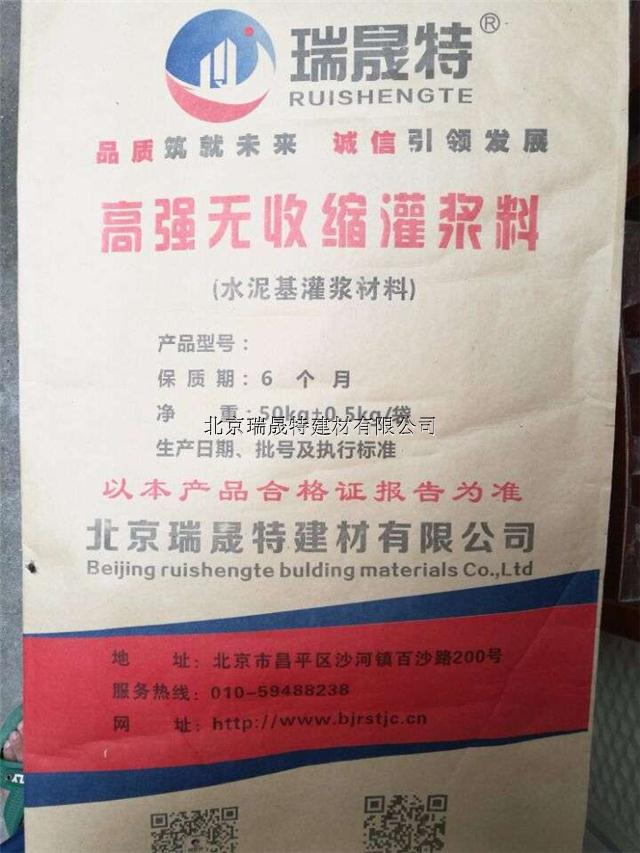 瑞晟特®
RUISHENGTE
品质筑就未来 诚信引领发展
高强无收缩灌浆料
(水泥基灌浆材料)
产品型号：
保质期：6 个 月
净 重：50kg±0.5kg/袋
北京瑞晟特建材有限公司
生产日期、批号及执行标准
以本产品合格证报告为准
北京瑞晟特建材有限公司
Beijing ruishengte bulding materials Co.,Ltd
地 址：北京市昌平区沙河镇百沙路200号
服务热线：010-59488238
网 址：http://www.bjrstjc.cn